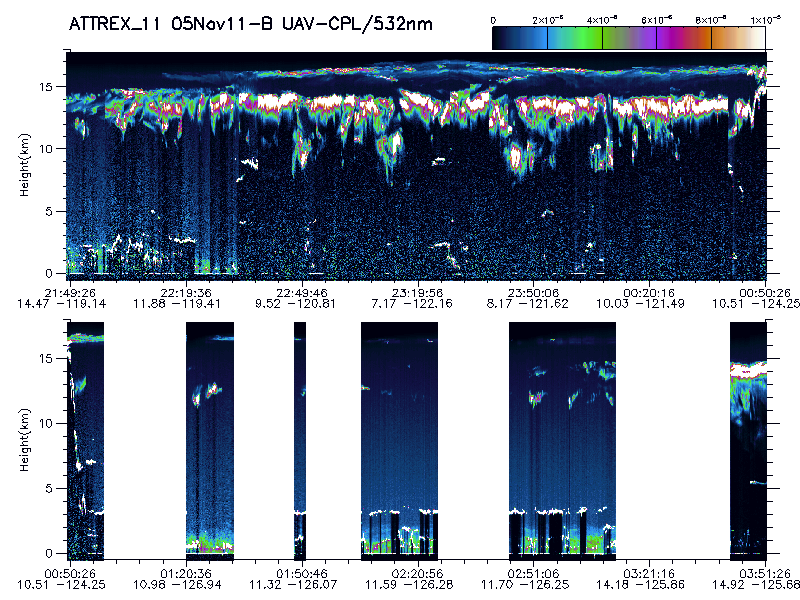 ATTREX_11 05Nov11-B UAV-CPL/532nm
0 2×10⁻⁶ 4×10⁻⁶ 6×10⁻⁶ 8×10⁻⁶ 1×10⁻⁵
Height(km)
15
10
5
0
21:49:26 22:19:36 22:49:46 23:19:56 23:50:06 00:20:16 00:50:26
14.47 -119.14 11.88 -119.41 9.52 -120.81 7.17 -122.16 8.17 -121.62 10.03 -121.49 10.51 -124.25
Height(km)
15
10
5
0
00:50:26 01:20:36 01:50:46 02:20:56 02:51:06 03:21:16 03:51:26
10.51 -124.25 10.98 -126.94 11.32 -126.07 11.59 -126.28 11.70 -126.25 14.18 -125.86 14.92 -125.68